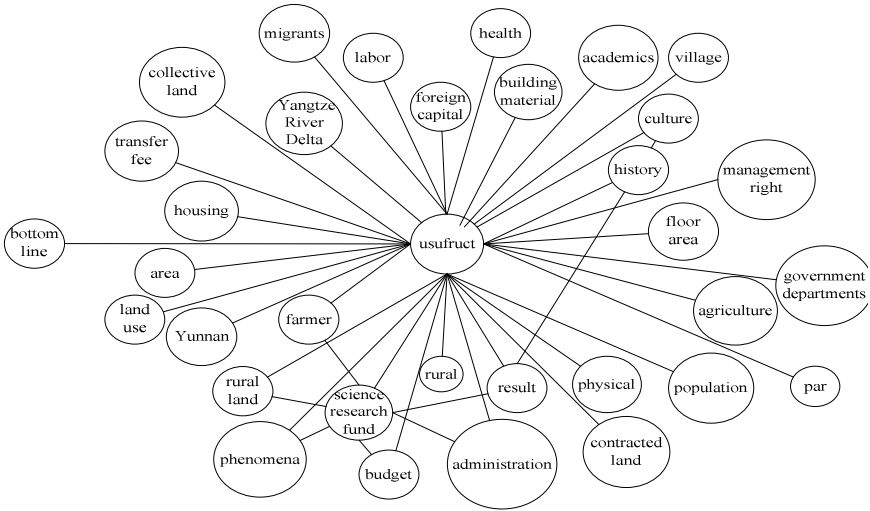 migrants
health
labor
academics
village
collective
land
building
material
foreign
capital
Yangtze
River
Delta
culture
transfer
fee
history
management
right
housing
floor
area
bottom
line
usufruct
area
government
departments
land
use
Yunnan
farmer
agriculture
rural
land
science
research
fund
rural
result
physical
population
par
phenomena
budget
administration
contracted
land